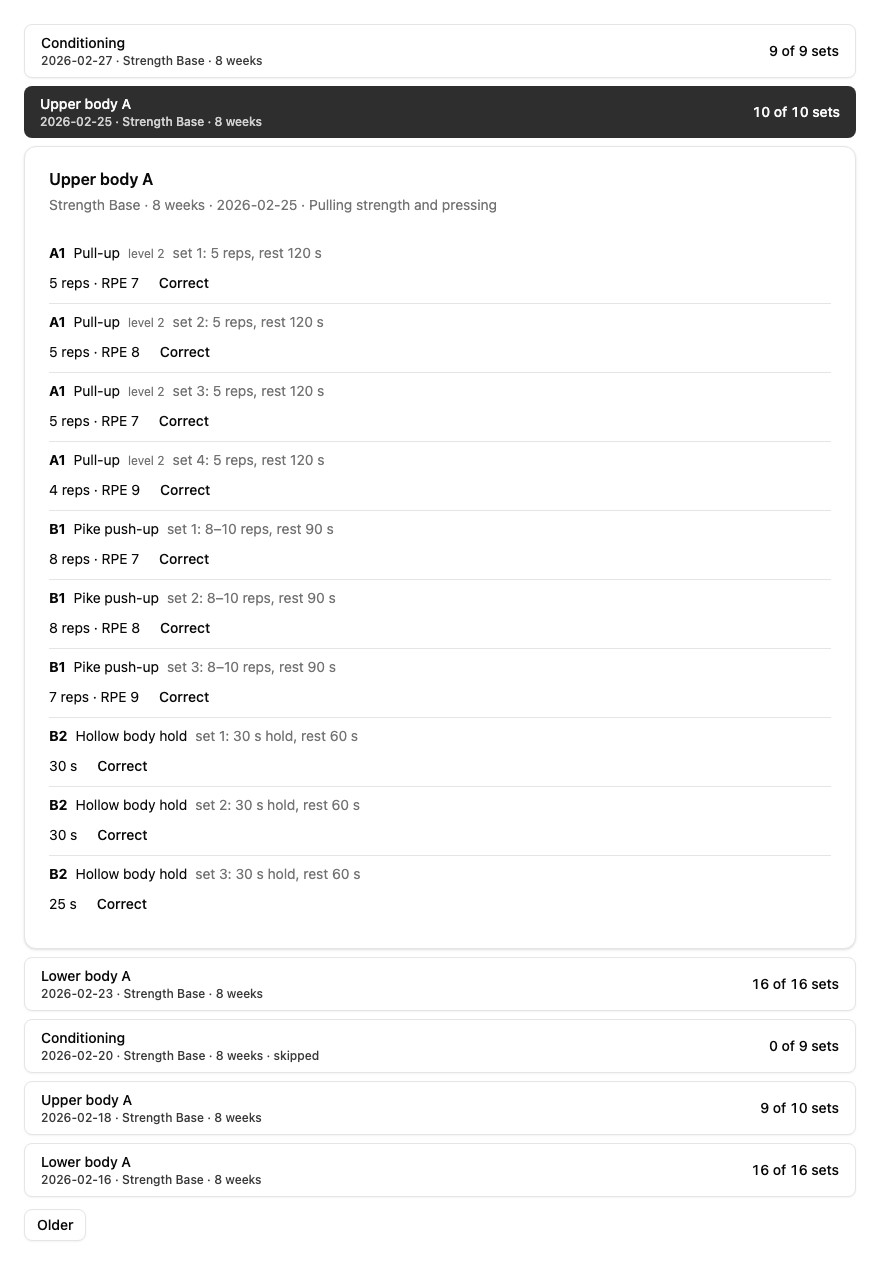 Conditioning
2026-02-27 · Strength Base · 8 weeks
9 of 9 sets
Upper body A
2026-02-25 · Strength Base · 8 weeks
10 of 10 sets
Upper body A
Strength Base · 8 weeks · 2026-02-25 · Pulling strength and pressing
A1 Pull-up level 2 set 1: 5 reps, rest 120 s
5 reps · RPE 7 Correct
A1 Pull-up level 2 set 2: 5 reps, rest 120 s
5 reps · RPE 8 Correct
A1 Pull-up level 2 set 3: 5 reps, rest 120 s
5 reps · RPE 7 Correct
A1 Pull-up level 2 set 4: 5 reps, rest 120 s
4 reps · RPE 9 Correct
B1 Pike push-up set 1: 8–10 reps, rest 90 s
8 reps · RPE 7 Correct
B1 Pike push-up set 2: 8–10 reps, rest 90 s
8 reps · RPE 8 Correct
B1 Pike push-up set 3: 8–10 reps, rest 90 s
7 reps · RPE 9 Correct
B2 Hollow body hold set 1: 30 s hold, rest 60 s
30 s Correct
B2 Hollow body hold set 2: 30 s hold, rest 60 s
30 s Correct
B2 Hollow body hold set 3: 30 s hold, rest 60 s
25 s Correct
Lower body A
2026-02-23 · Strength Base · 8 weeks
16 of 16 sets
Conditioning
2026-02-20 · Strength Base · 8 weeks · skipped
0 of 9 sets
Upper body A
2026-02-18 · Strength Base · 8 weeks
9 of 10 sets
Lower body A
2026-02-16 · Strength Base · 8 weeks
16 of 16 sets
Older